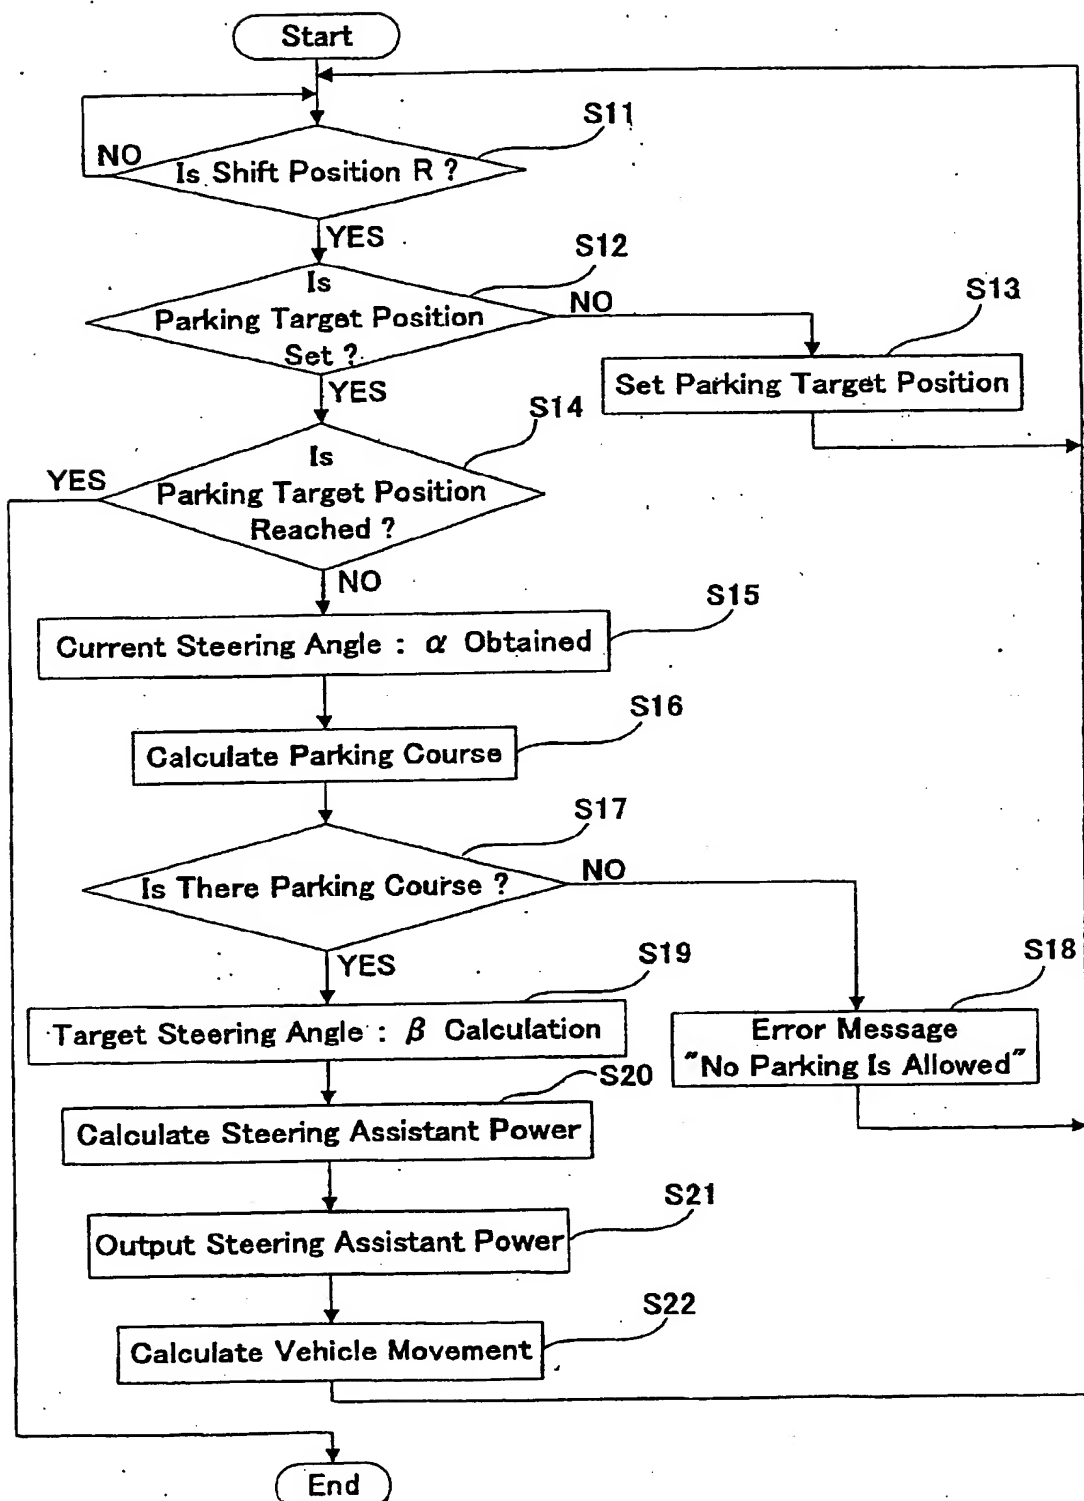 Start
S11
NO
Is Shift Position R ?
YES
S12
Is
Parking Target Position
Set ?
NO
S13
Set Parking Target Position
YES
S14
YES
Is
Parking Target Position
Reached ?
NO
S15
Current Steering Angle : α Obtained
S16
Calculate Parking Course
S17
Is There Parking Course ?
NO
YES
S18
Error Message
"No Parking Is Allowed"
S19
Target Steering Angle : β Calculation
S20
Calculate Steering Assistant Power
S21
Output Steering Assistant Power
S22
Calculate Vehicle Movement
End